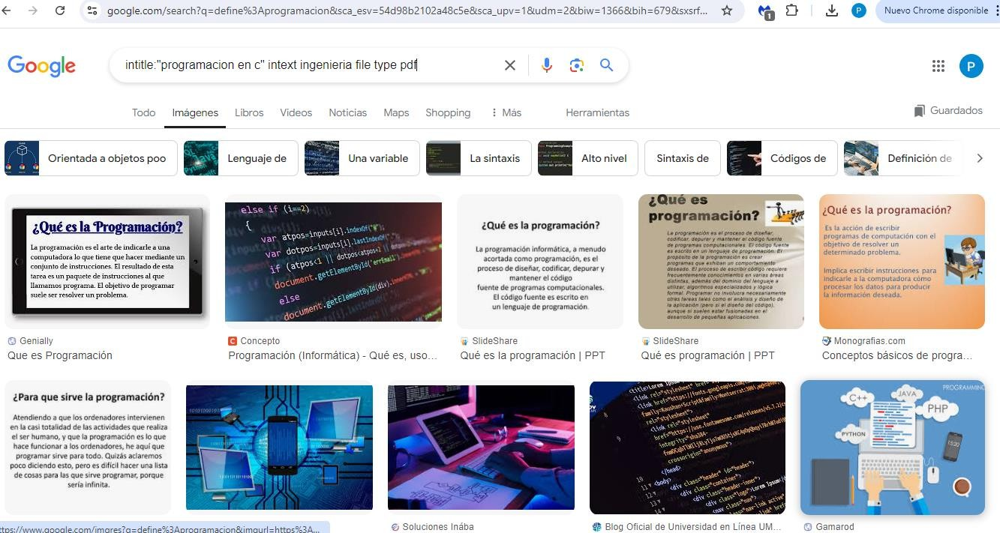 google.com/search?q=define%3Aprogramacion&sca_esv=54d98b2102a48c5e&sca_upv=1&udm=2&biw=1366&bih=679&sxsrf...
1
P
Nuevo Chrome disponible
Google
intitle:"programacion en c" intext ingenieria file type pdf
P
Todo
Imágenes
Libros
Videos
Noticias
Maps
Shopping
Más
Herramientas
Guardados
Orientada a objetos poo
Lenguaje de
Una variable
La sintaxis
Alto nivel
Sintaxis de
Códigos de
Definición de
¿Qué es la Programación?
La programación es el arte de indicarle a una
computadora lo que tiene que hacer mediante un
conjunto de instrucciones. El resultado de esta
tarea es un paquete de instrucciones al que
llamamos programa. El objetivo de programar
suele ser resolver un problema.
else if (i==2)
{
var atpos=inputs[i].indexOf("@");
var dotpos=inputs[i].lastIndexOf
if (atpos<1 || dotpos<atpos+
document.getElementById('errEmail'
else
document.getElementById(div)
¿Qué es la programación?
La programación informática, a menudo
acortada como programación, es el
proceso de diseñar, codificar, depurar y
mantener el código
fuente de programas computacionales.
El código fuente es escrito en
un lenguaje de programación.
¿Qué es
programación?
La programación es el proceso de diseñar,
codificar, depurar y mantener el código fuente
de programas computacionales. El código fuente
es escrito en un lenguaje de programación. El
propósito de la programación es crear
programas que exhiban un comportamiento
deseado. El proceso de escribir código requiere
frecuentemente conocimientos en varias áreas
distintas, además del dominio del lenguaje a
utilizar, algoritmos especializados y lógica
formal. Programar no involucra necesariamente
otras tareas tales como el análisis y diseño de
la aplicación (pero sí el diseño del código),
aunque sí suelen estar fusionadas en el
desarrollo de pequeñas aplicaciones.
¿Qué es la programación?
Es la acción de escribir
programas de computación con el
objetivo de resolver un
determinado problema.
Implica escribir instrucciones para
indicarle a la computadora cómo
procesar los datos para producir
la información deseada.
Genially
Que es Programación
Concepto
Programación (Informática) - Qué es, uso...
SlideShare
Qué es la programación | PPT
SlideShare
Qué es programación | PPT
Monografias.com
Conceptos básicos de progra...
¿Para que sirve la programación?
Atendiendo a que los ordenadores intervienen
en la casi totalidad de las actividades que realiza
el ser humano, y que la programación es lo que
hace funcionar a los ordenadores, he aquí que
programar sirve para todo. Quizás aclaremos
poco diciendo esto, pero es difícil hacer una lista
de cosas para las que sirve programar, porque
sería infinita.
</head>
<body>
<div class="header" id="header">
<div class="container">
C++
JAVA
PROGRAMMING
PHP
PYTHON
15:20
Soluciones Inába
Blog Oficial de Universidad en Línea UM...
Gamarod
https://www.google.com/imgres?q=define%3Aprogramacion&imgurl=https%3A...